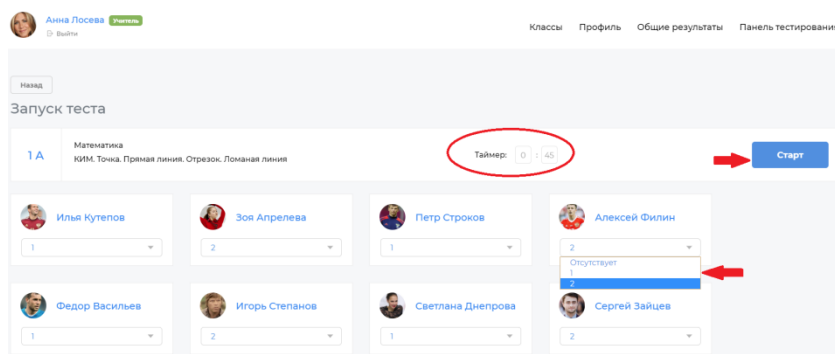 Анна Лосева Учитель
Выйти
Классы Профиль Общие результаты Панель тестирования
Назад
Запуск теста
1 А
Математика
КИМ. Точка. Прямая линия. Отрезок. Ломаная линия
Таймер: 0 : 45
Старт
Илья Кутепов
Зоя Апрелева
Петр Строков
Алексей Филин
1
2
1
2
Отсутствует
1
2
Федор Васильев
Игорь Степанов
Светлана Днепрова
Сергей Зайцев
1
2
1
2